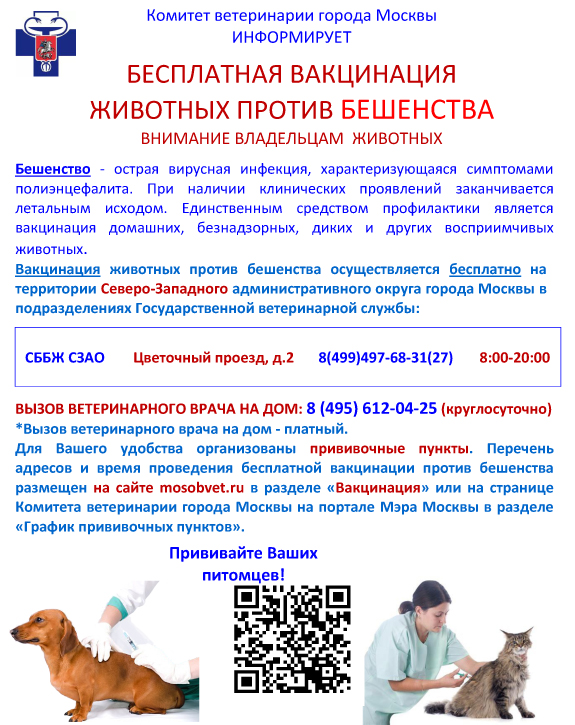 Комитет ветеринарии города Москвы
ИНФОРМИРУЕТ
БЕСПЛАТНАЯ ВАКЦИНАЦИЯ
ЖИВОТНЫХ ПРОТИВ БЕШЕНСТВА
ВНИМАНИЕ ВЛАДЕЛЬЦАМ ЖИВОТНЫХ
Бешенство - острая вирусная инфекция, характеризующаяся симптомами
полиэнцефалита. При наличии клинических проявлений заканчивается
летальным исходом. Единственным средством профилактики является
вакцинация домашних, безнадзорных, диких и других восприимчивых
животных.
Вакцинация животных против бешенства осуществляется бесплатно на
территории Северо-Западного административного округа города Москвы в
подразделениях Государственной ветеринарной службы:
СББЖ СЗАО Цветочный проезд, д.2 8(499)497-68-31(27) 8:00-20:00
ВЫЗОВ ВЕТЕРИНАРНОГО ВРАЧА НА ДОМ: 8 (495) 612-04-25 (круглосуточно)
*Вызов ветеринарного врача на дом - платный.
Для Вашего удобства организованы прививочные пункты. Перечень
адресов и время проведения бесплатной вакцинации против бешенства
размещен на сайте mosobvet.ru в разделе «Вакцинация» или на странице
Комитета ветеринарии города Москвы на портале Мэра Москвы в разделе
«График прививочных пунктов».
Прививайте Ваших
питомцев!